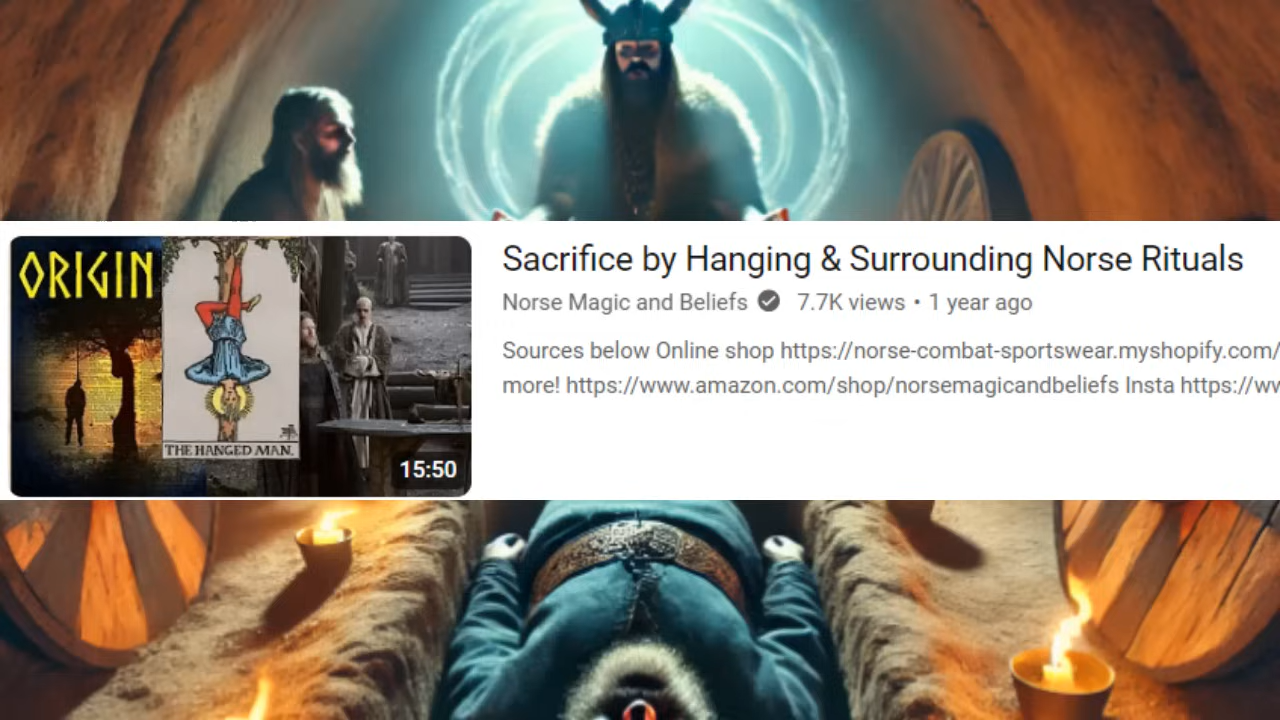 ORIGIN
THE HANGED MAN.
15:50
Sacrifice by Hanging & Surrounding Norse Rituals
Norse Magic and Beliefs 7.7K views • 1 year ago
Sources below Online shop https://norse-combat-sportswear.myshopify.com/
more! https://www.amazon.com/shop/norsemagicandbeliefs Insta https://ww